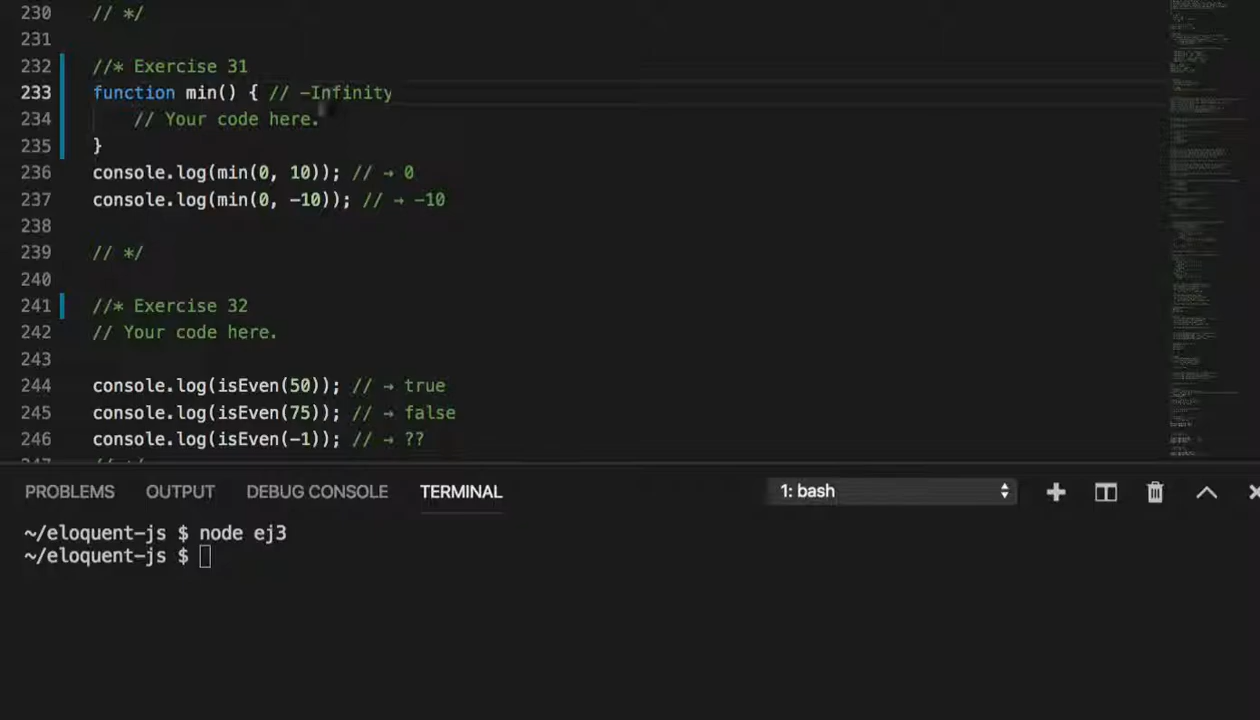 230 // */
231
232 //* Exercise 31
233 function min() { // -Infinity
234 // Your code here.
235 }
236 console.log(min(0, 10)); // → 0
237 console.log(min(0, -10)); // → -10
238
239 // */
240
241 //* Exercise 32
242 // Your code here.
243
244 console.log(isEven(50)); // → true
245 console.log(isEven(75)); // → false
246 console.log(isEven(-1)); // → ??
PROBLEMS OUTPUT DEBUG CONSOLE TERMINAL 1: bash
~/eloquent-js $ node ej3
~/eloquent-js $